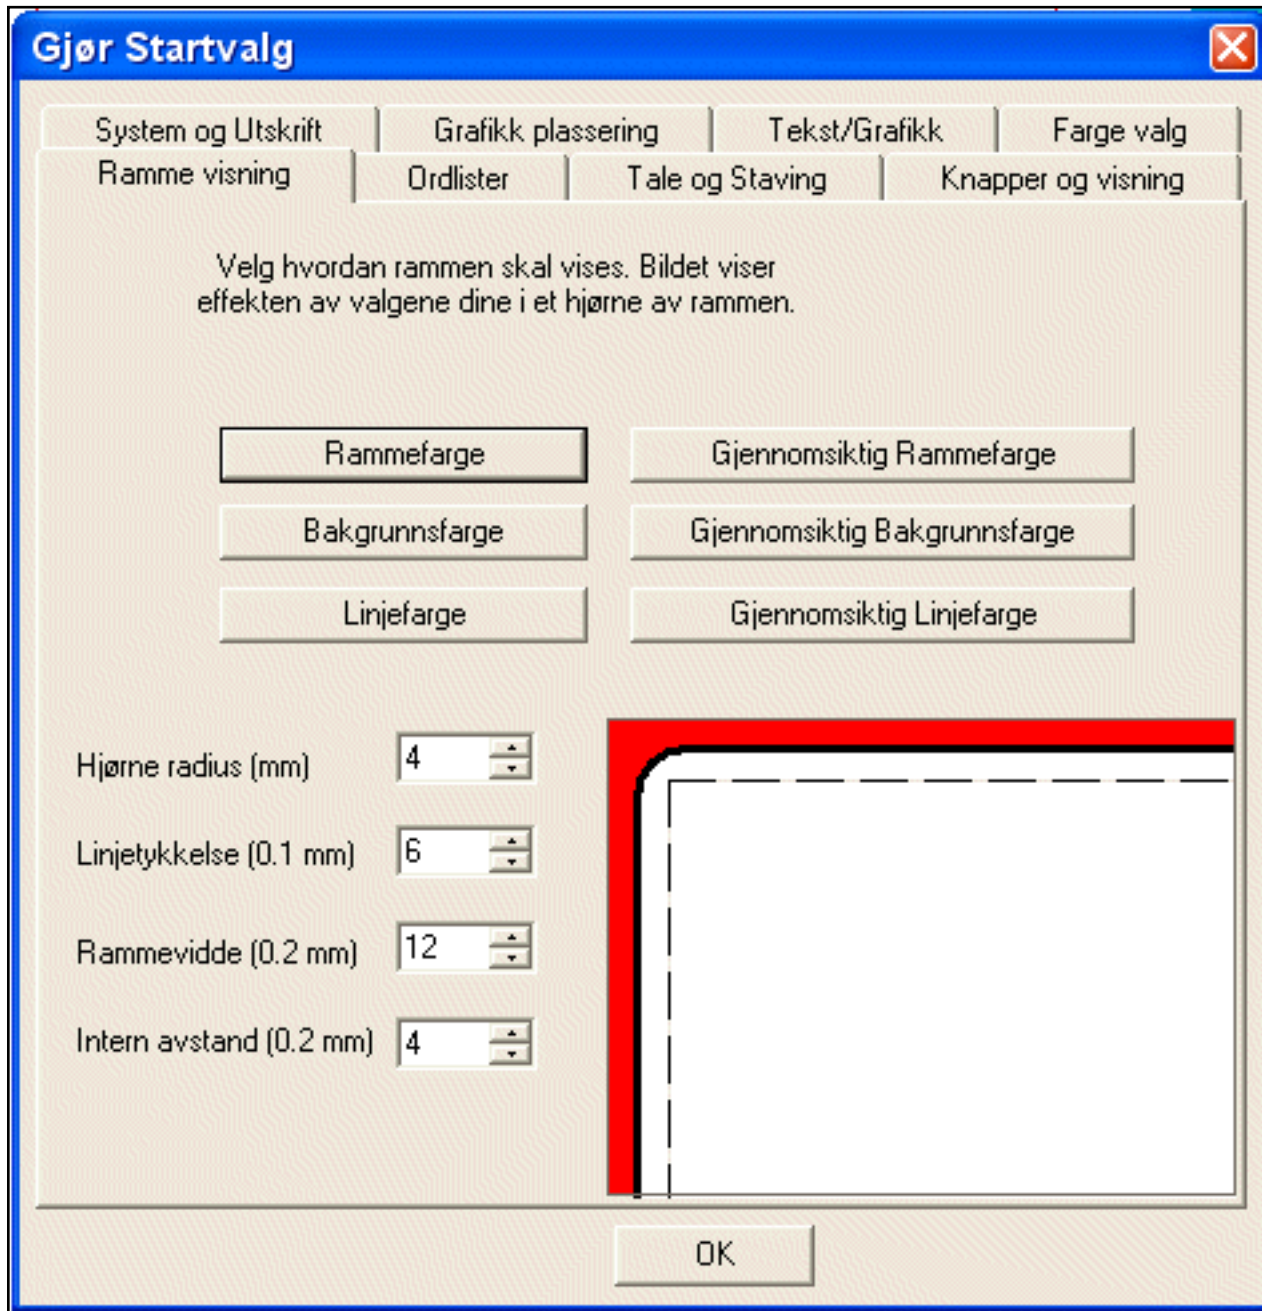 Gjør Startvalg
System og Utskrift
Grafikk plassering
Tekst/Grafikk
Farge valg
Ramme visning
Ordlister
Tale og Staving
Knapper og visning
Velg hvordan rammen skal vises. Bildet viser
effekten av valgene dine i et hjørne av rammen.
Rammefarge
Gjennomsiktig Rammefarge
Bakgrunnsfarge
Gjennomsiktig Bakgrunnsfarge
Linjefarge
Gjennomsiktig Linjefarge
Hjørne radius (mm)
4
Linjetykkelse (0.1 mm)
6
Rammevidde (0.2 mm)
12
Intern avstand (0.2 mm)
4
OK